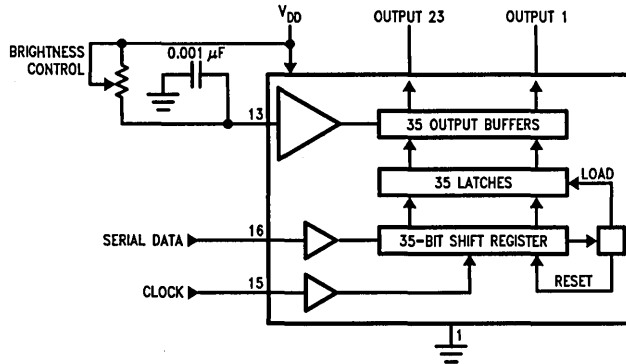 V_DD
OUTPUT 23
OUTPUT 1
BRIGHTNESS
CONTROL
0.001 μF
13
35 OUTPUT BUFFERS
35 LATCHES
LOAD
SERIAL DATA
16
35-BIT SHIFT REGISTER
CLOCK
15
RESET
1